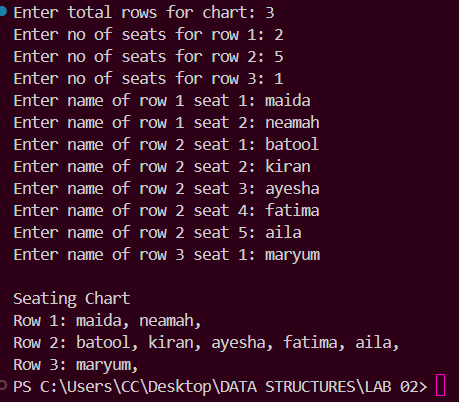 Enter total rows for chart: 3
Enter no of seats for row 1: 2
Enter no of seats for row 2: 5
Enter no of seats for row 3: 1
Enter name of row 1 seat 1: maida
Enter name of row 1 seat 2: neamah
Enter name of row 2 seat 1: batool
Enter name of row 2 seat 2: kiran
Enter name of row 2 seat 3: ayesha
Enter name of row 2 seat 4: fatima
Enter name of row 2 seat 5: aila
Enter name of row 3 seat 1: maryum
Seating Chart
Row 1: maida, neamah,
Row 2: batool, kiran, ayesha, fatima, aila,
Row 3: maryum,
PS C:\Users\CC\Desktop\DATA STRUCTURES\LAB 02>